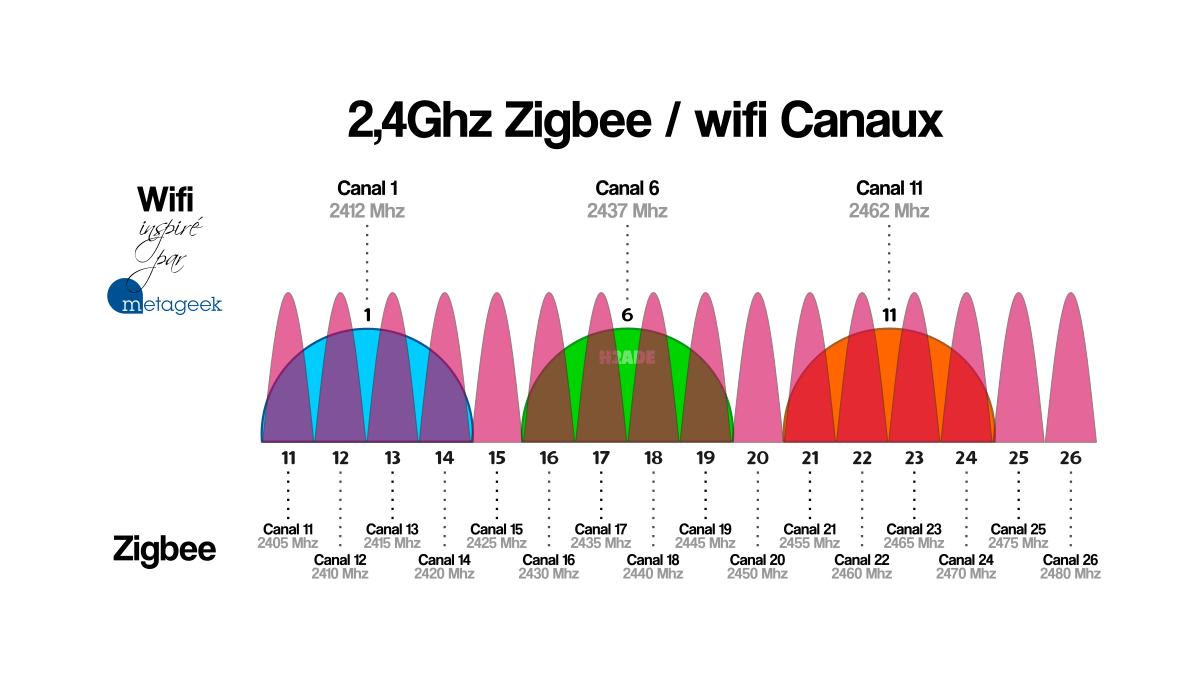 2,4Ghz Zigbee / wifi Canaux
Wifi
inspiré
par
metageek
Canal 1
2412 Mhz
Canal 6
2437 Mhz
Canal 11
2462 Mhz
1
6
11
H2ADE
11 12 13 14 15 16 17 18 19 20 21 22 23 24 25 26
Zigbee
Canal 11
2405 Mhz
Canal 12
2410 Mhz
Canal 13
2415 Mhz
Canal 14
2420 Mhz
Canal 15
2425 Mhz
Canal 16
2430 Mhz
Canal 17
2435 Mhz
Canal 18
2440 Mhz
Canal 19
2445 Mhz
Canal 20
2450 Mhz
Canal 21
2455 Mhz
Canal 22
2460 Mhz
Canal 23
2465 Mhz
Canal 24
2470 Mhz
Canal 25
2475 Mhz
Canal 26
2480 Mhz